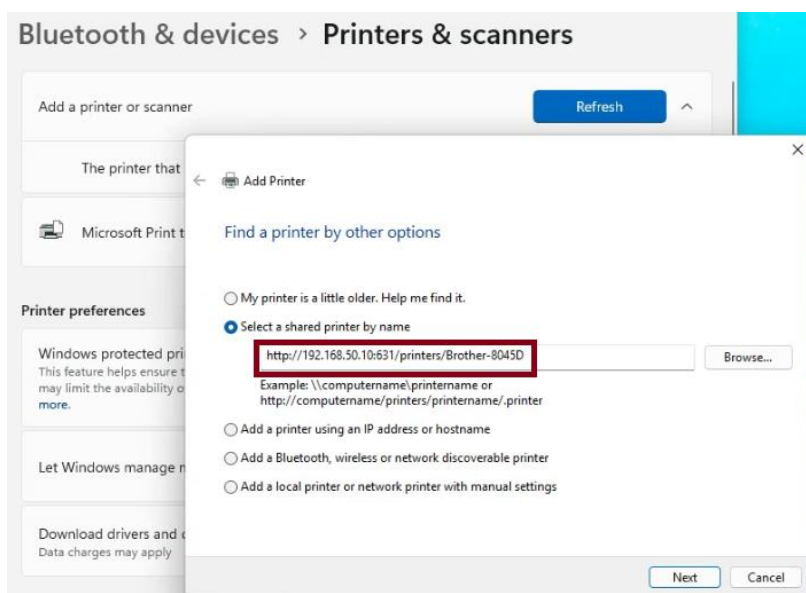 Bluetooth & devices > Printers & scanners
Add a printer or scanner
Refresh
The printer that
Microsoft Print t
Printer preferences
Windows protected pri
This feature helps ensure t
may limit the availability o
more.
Let Windows manage
Download drivers and
Data charges may apply
Add Printer
Find a printer by other options
My printer is a little older. Help me find it.
Select a shared printer by name
http://192.168.50.10:631/printers/Brother-8045D
Browse...
Example: \\computername\printername or
http://computername/printers/printername/.printer
Add a printer using an IP address or hostname
Add a Bluetooth, wireless or network discoverable printer
Add a local printer or network printer with manual settings
Next
Cancel